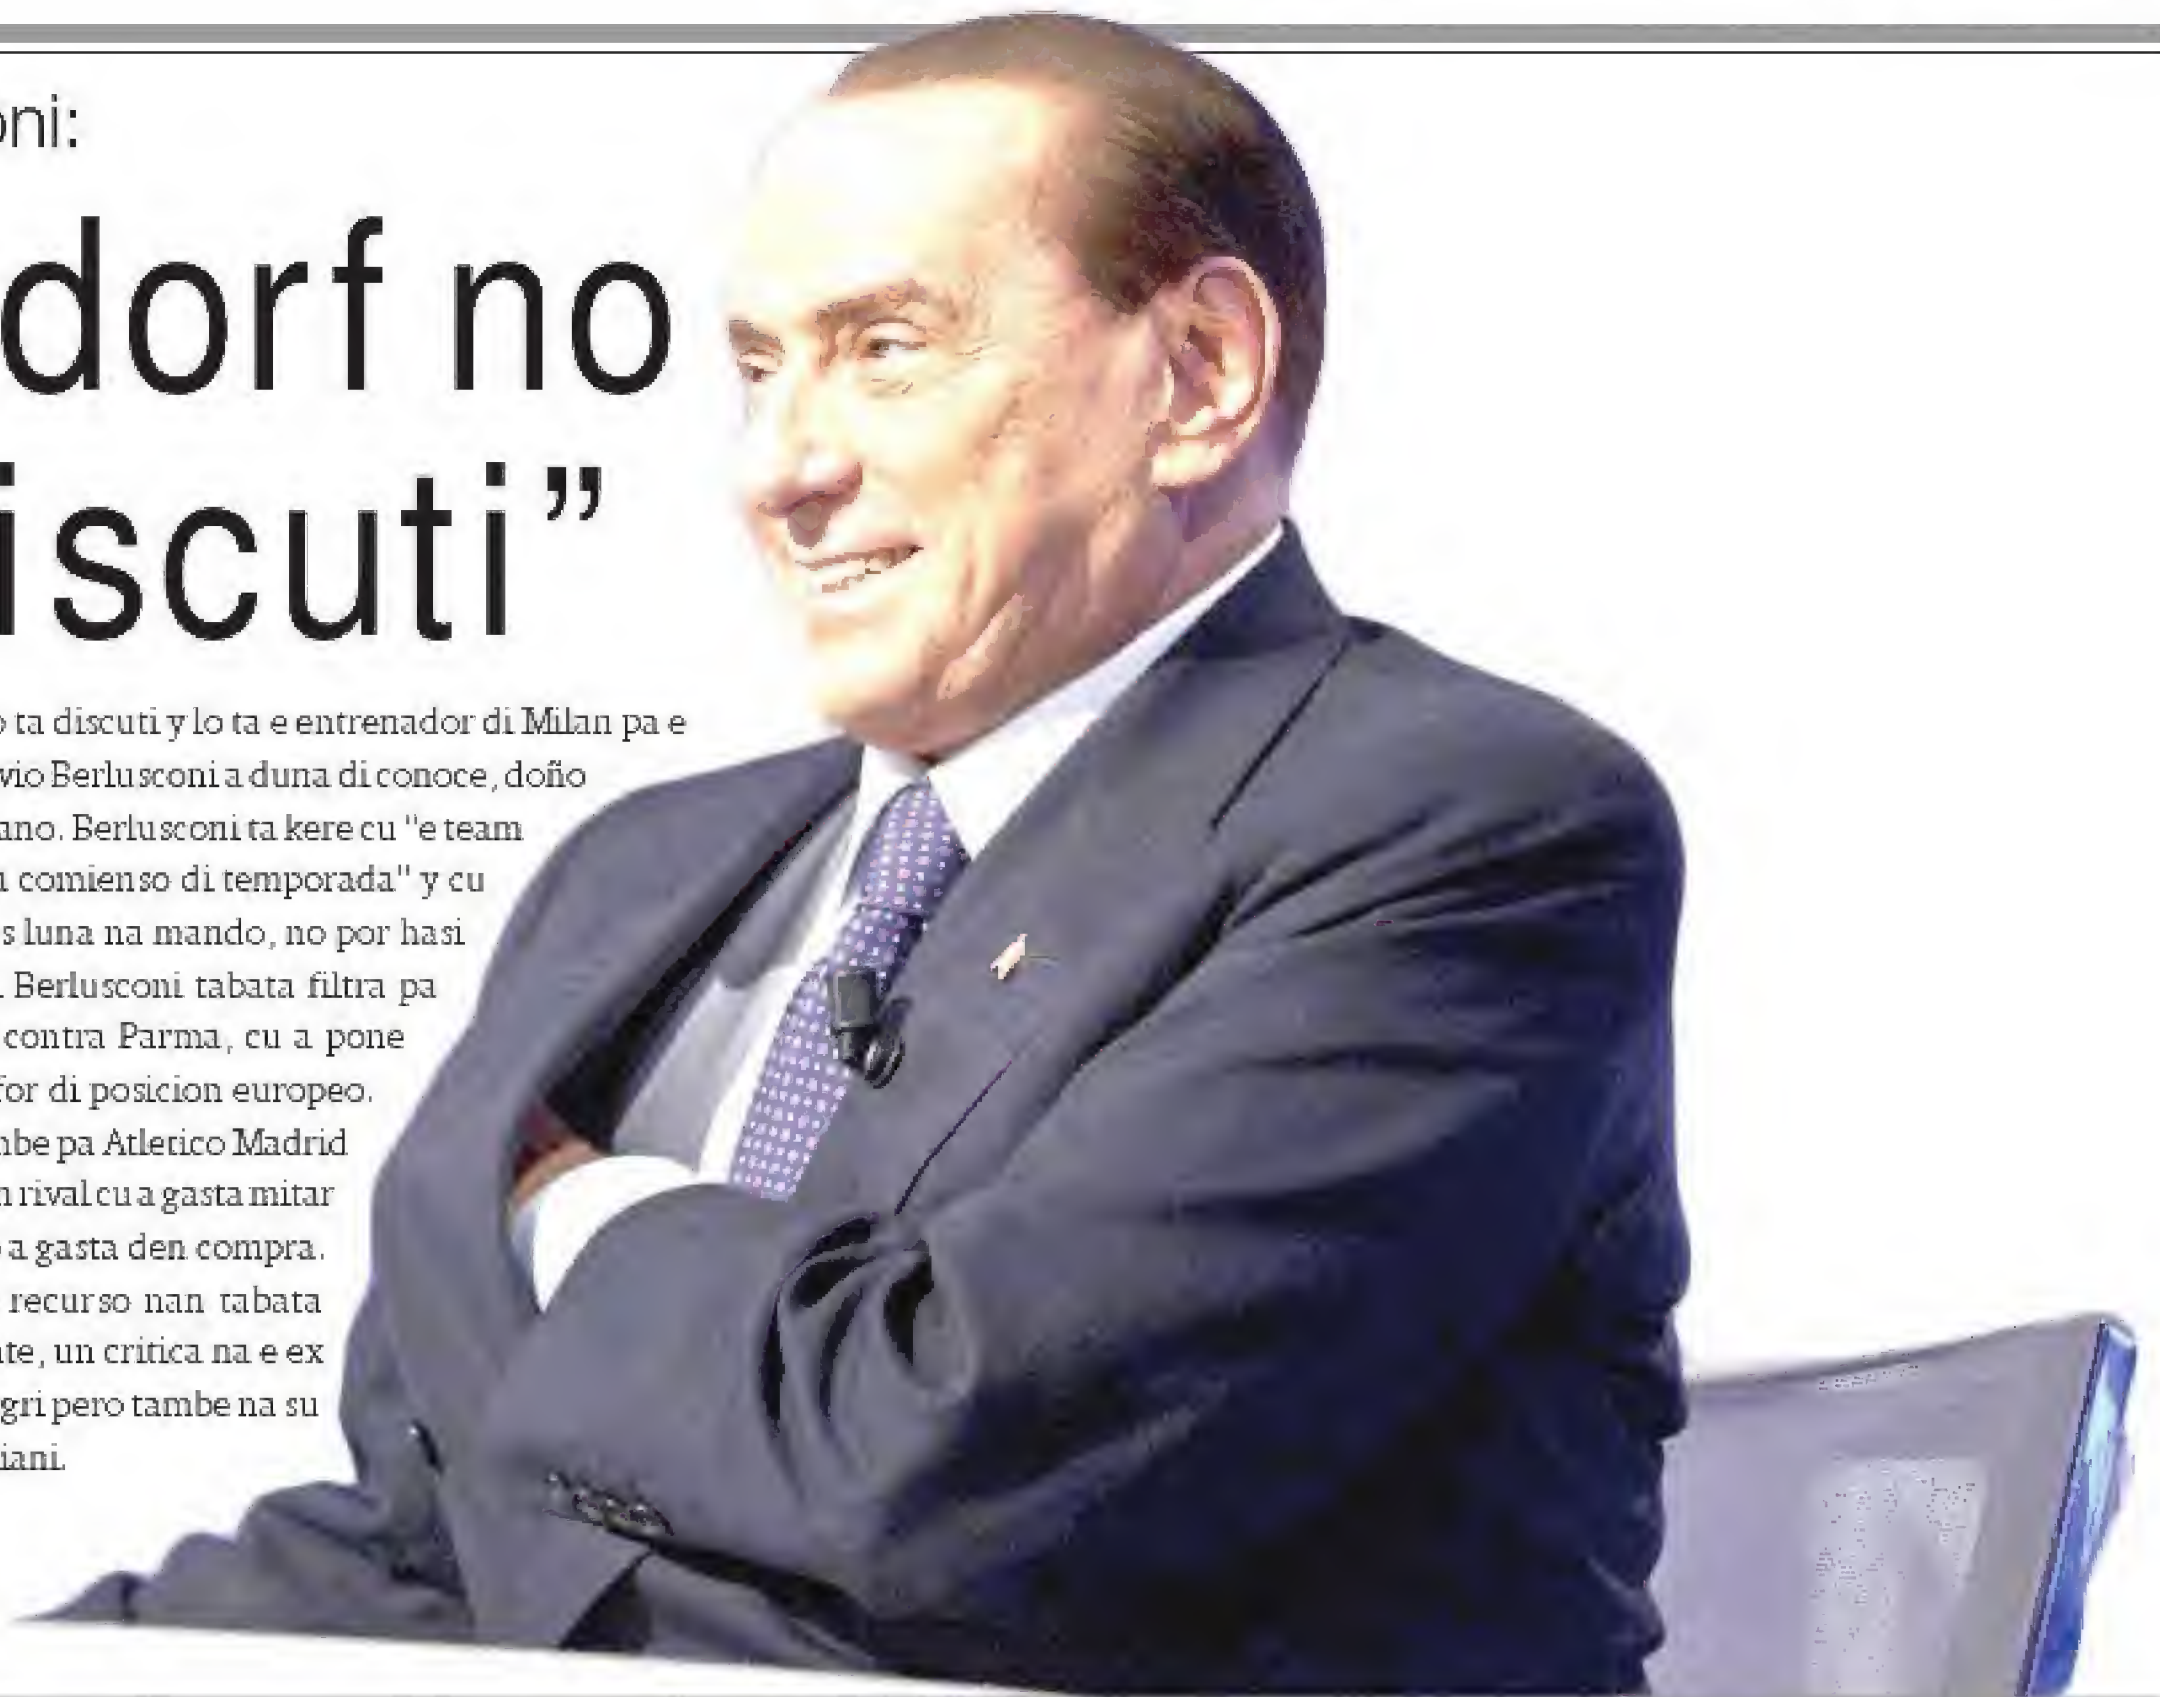 oni:
dorf no
iscuti”
o ta discuti y lo ta e entrenador di Milan pa e
vio Berlusconi a duna di conoce, doño
ano. Berlusconi ta kere cu "e team
comienso di temporada" y cu
s luna na mando, no por hasi
. Berlusconi tabata filtra pa
contra Parma, cu a pone
for di posicion europeo.
mbe pa Atletico Madrid
n rival cu a gasta mitar
a gasta den compra.
recurso nan tabata
te, un critica na e ex
gri pero tambe na su
iani.